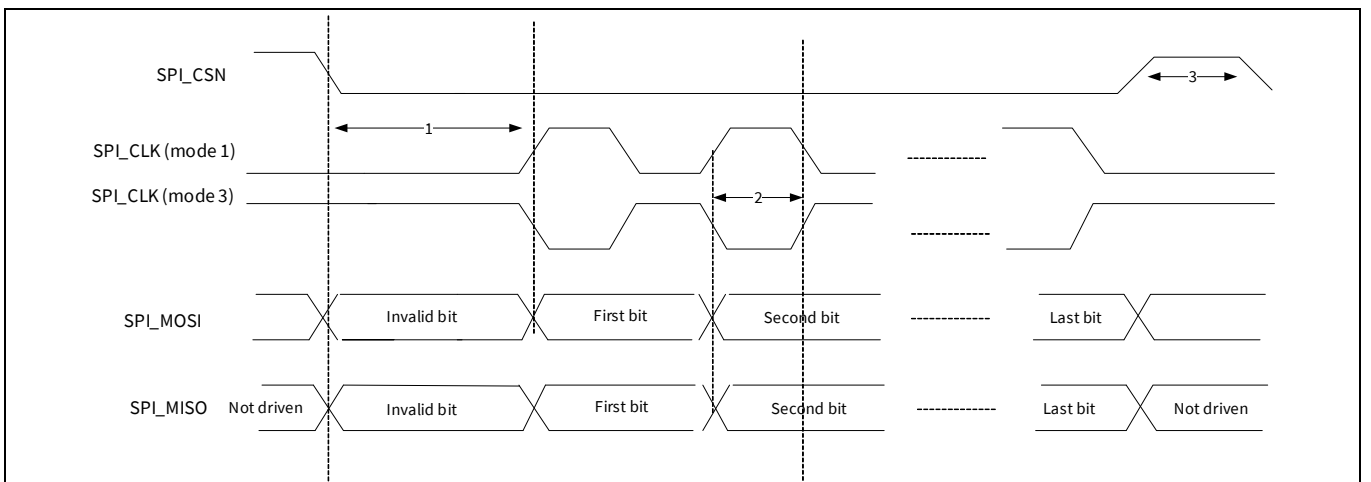 SPI_CSN
3
1
SPI_CLK (mode 1)
SPI_CLK (mode 3)
2
SPI_MOSI Invalid bit First bit Second bit Last bit
SPI_MISO Not driven Invalid bit First bit Second bit Last bit Not driven